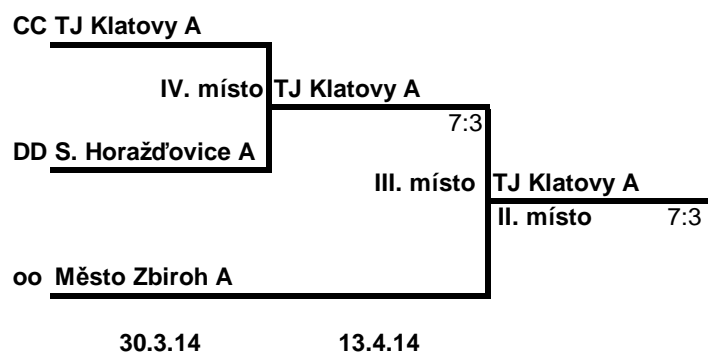 CC TJ Klatovy A
IV. místo TJ Klatovy A
7:3
DD S. Horažďovice A
III. místo TJ Klatovy A
II. místo 7:3
oo Město Zbiroh A
30.3.14 13.4.14